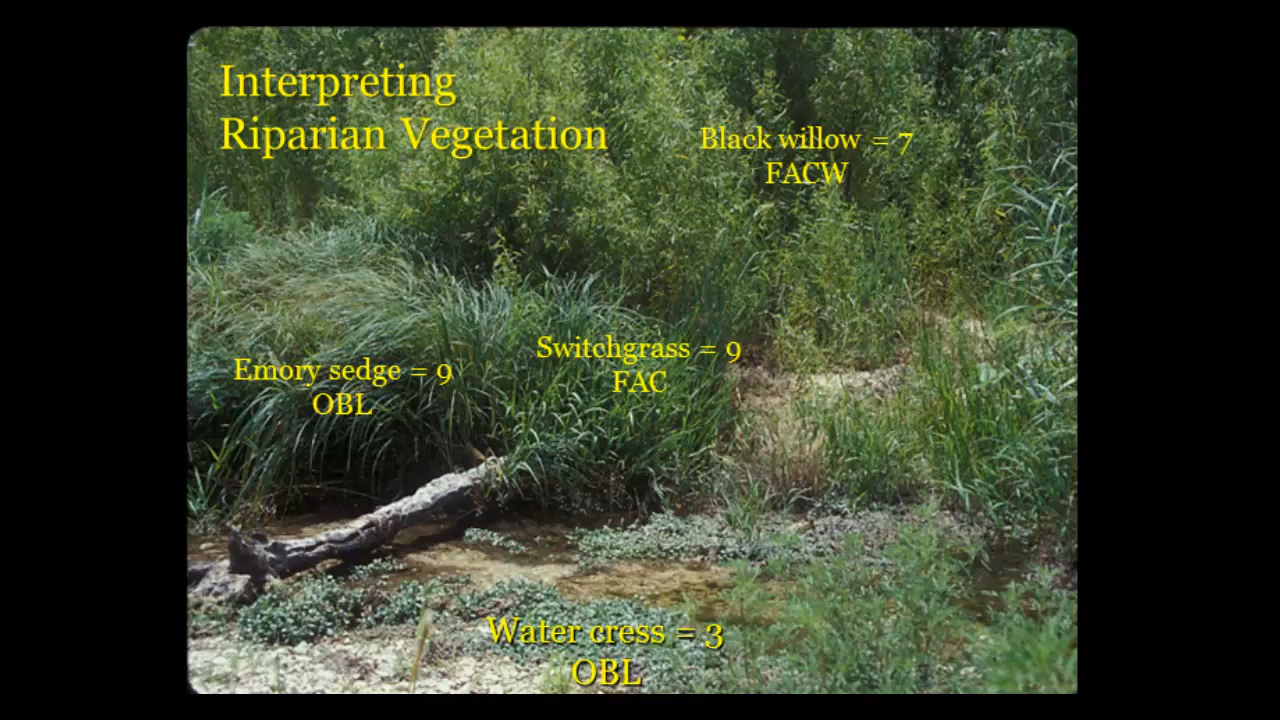 Interpreting
Riparian Vegetation
Black willow = 7
FACW
Switchgrass = 9
FAC
Emory sedge = 9
OBL
Water cress = 3
OBL